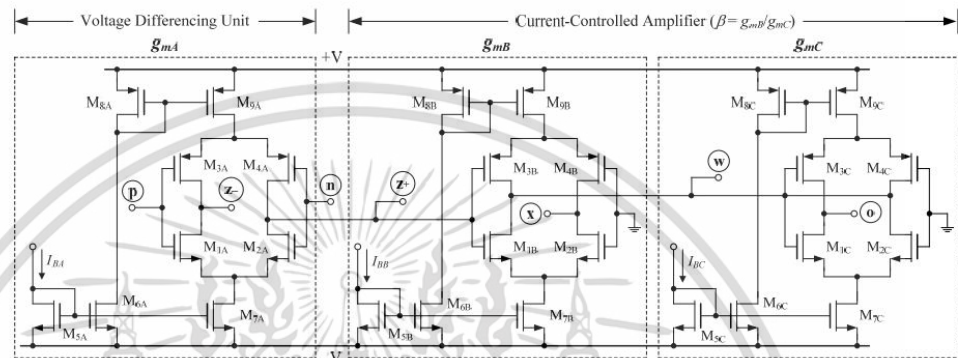 Voltage Differencing Unit
Current-Controlled Amplifier (β = gmB/gmC)
gmA
+V
gmB
gmC
M8A
M9A
M8B
M9B
M8C
M9C
M3A
M4A
M3B
M4B
M3C
M4C
p
z-
n
z+
x
w
o
M1A
M2A
M3B
M2B
M3C
M2C
IBA
IBB
IBC
M6A
M7A
M6B
M7B
M6C
M7C
M5A
M5B
M5C
-V